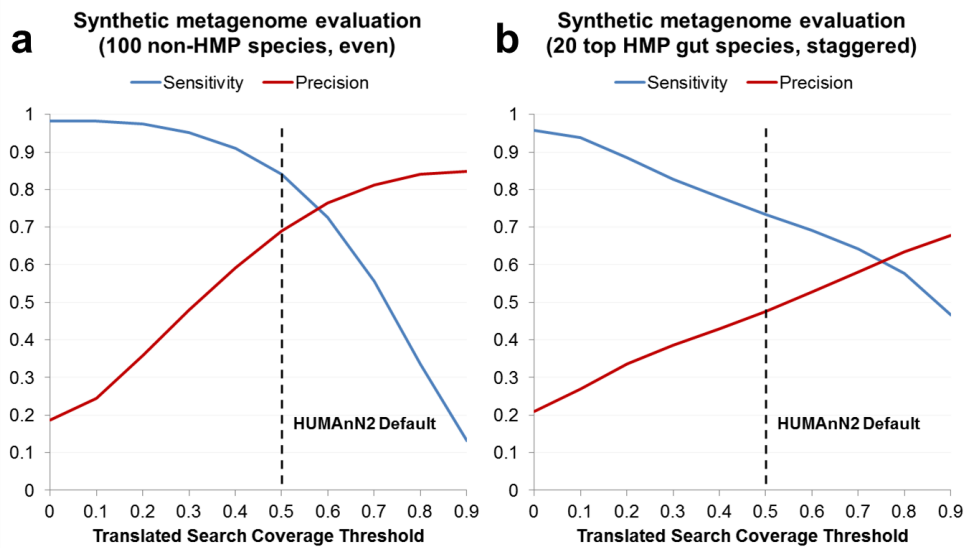 a
Synthetic metagenome evaluation
(100 non-HMP species, even)
Sensitivity Precision
1
0.9
0.8
0.7
0.6
0.5
0.4
0.3
0.2
0.1
0
HUMAnN2 Default
0 0.1 0.2 0.3 0.4 0.5 0.6 0.7 0.8 0.9
Translated Search Coverage Threshold
b
Synthetic metagenome evaluation
(20 top HMP gut species, staggered)
Sensitivity Precision
1
0.9
0.8
0.7
0.6
0.5
0.4
0.3
0.2
0.1
0
HUMAnN2 Default
0 0.1 0.2 0.3 0.4 0.5 0.6 0.7 0.8 0.9
Translated Search Coverage Threshold